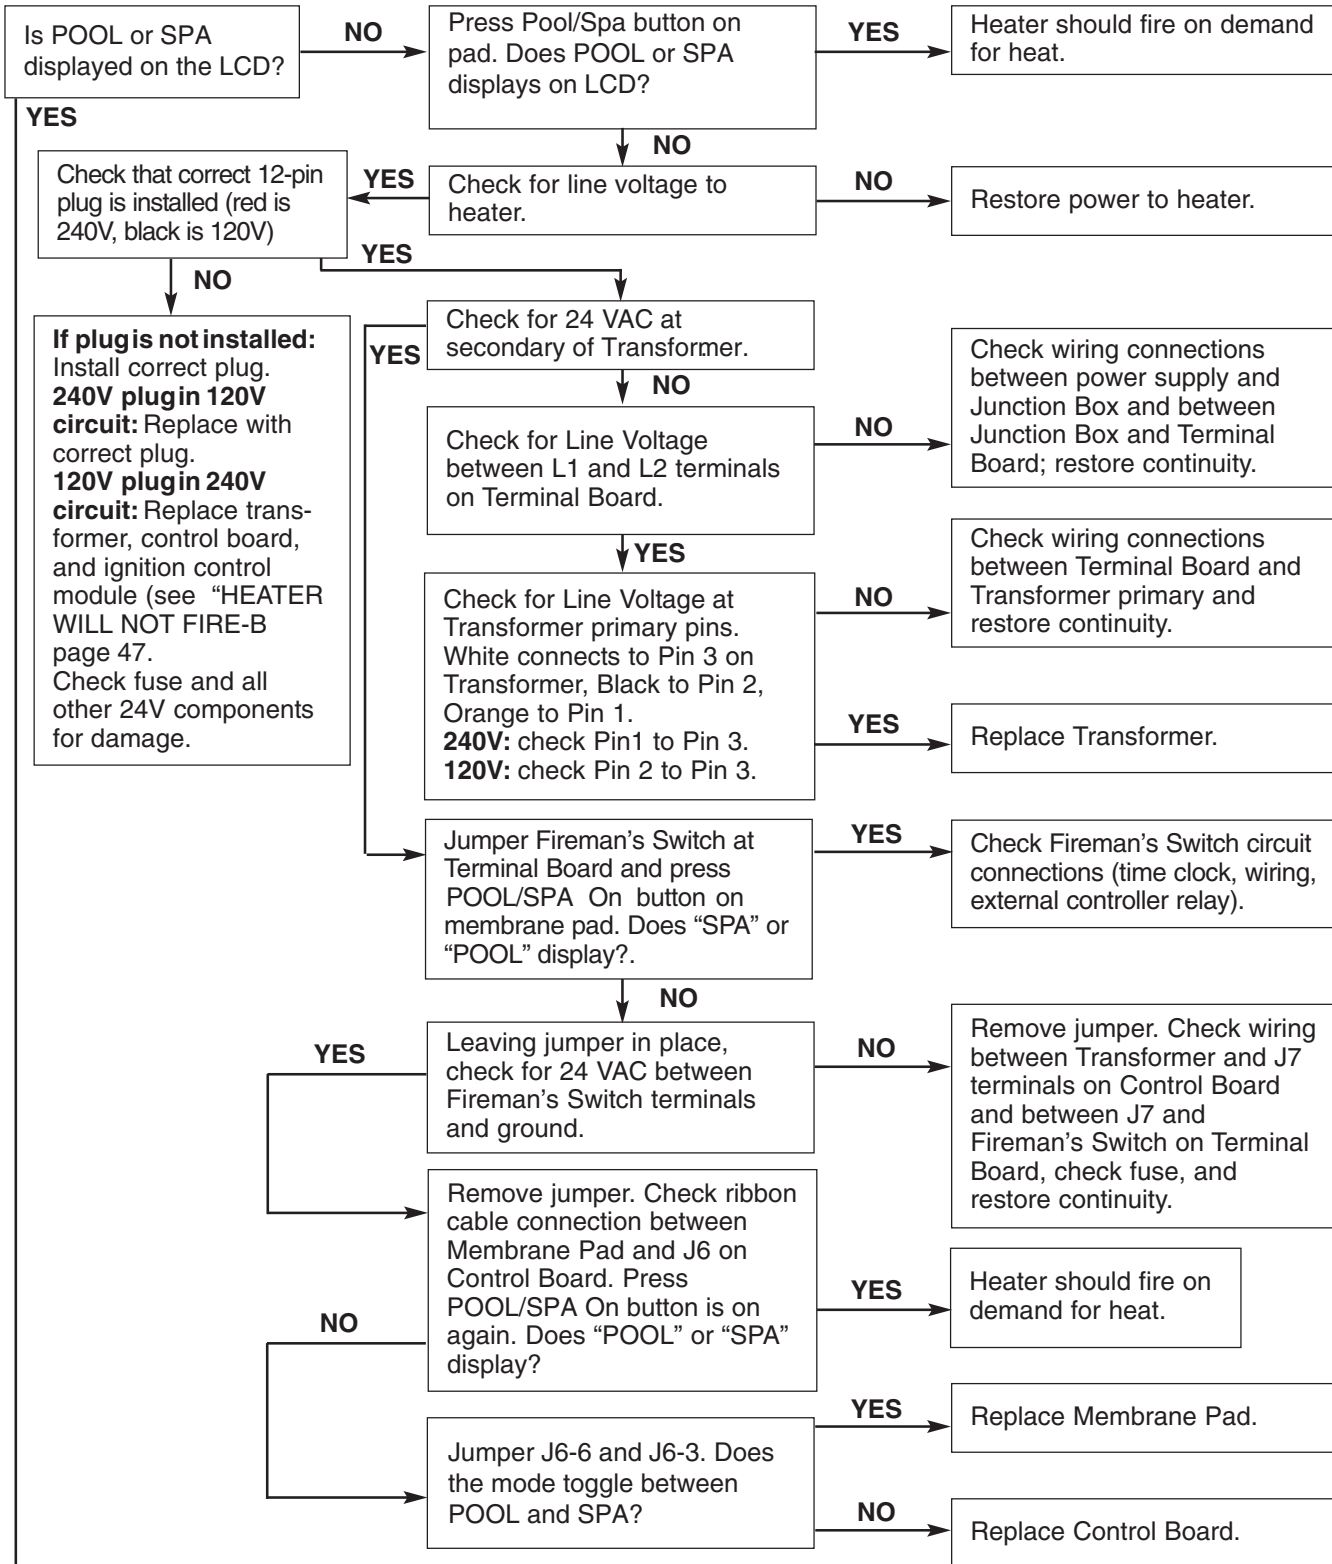 Is POOL or SPA
displayed on the LCD?
NO
Press Pool/Spa button on
pad. Does POOL or SPA
displays on LCD?
YES
Heater should fire on demand
for heat.
YES
NO
Check that correct 12-pin
plug is installed (red is
240V, black is 120V)
YES
Check for line voltage to
heater.
NO
Restore power to heater.
NO
YES
If plug is not installed:
Install correct plug.
240V plug in 120V
circuit: Replace with
correct plug.
120V plug in 240V
circuit: Replace trans-
former, control board,
and ignition control
module (see “HEATER
WILL NOT FIRE-B
page 47.
Check fuse and all
other 24V components
for damage.
YES
Check for 24 VAC at
secondary of Transformer.
NO
Check for Line Voltage
between L1 and L2 terminals
on Terminal Board.
NO
Check wiring connections
between power supply and
Junction Box and between
Junction Box and Terminal
Board; restore continuity.
YES
Check for Line Voltage at
Transformer primary pins.
White connects to Pin 3 on
Transformer, Black to Pin 2,
Orange to Pin 1.
240V: check Pin1 to Pin 3.
120V: check Pin 2 to Pin 3.
NO
Check wiring connections
between Terminal Board and
Transformer primary and
restore continuity.
YES
Replace Transformer.
Jumper Fireman’s Switch at
Terminal Board and press
POOL/SPA On button on
membrane pad. Does “SPA” or
“POOL” display?.
YES
Check Fireman’s Switch circuit
connections (time clock, wiring,
external controller relay).
NO
YES
Leaving jumper in place,
check for 24 VAC between
Fireman’s Switch terminals
and ground.
NO
Remove jumper. Check wiring
between Transformer and J7
terminals on Control Board
and between J7 and
Fireman’s Switch on Terminal
Board, check fuse, and
restore continuity.
Remove jumper. Check ribbon
cable connection between
Membrane Pad and J6 on
Control Board. Press
POOL/SPA On button is on
again. Does “POOL” or “SPA”
display?
YES
Heater should fire on
demand for heat.
NO
Jumper J6-6 and J6-3. Does
the mode toggle between
POOL and SPA?
YES
Replace Membrane Pad.
NO
Replace Control Board.